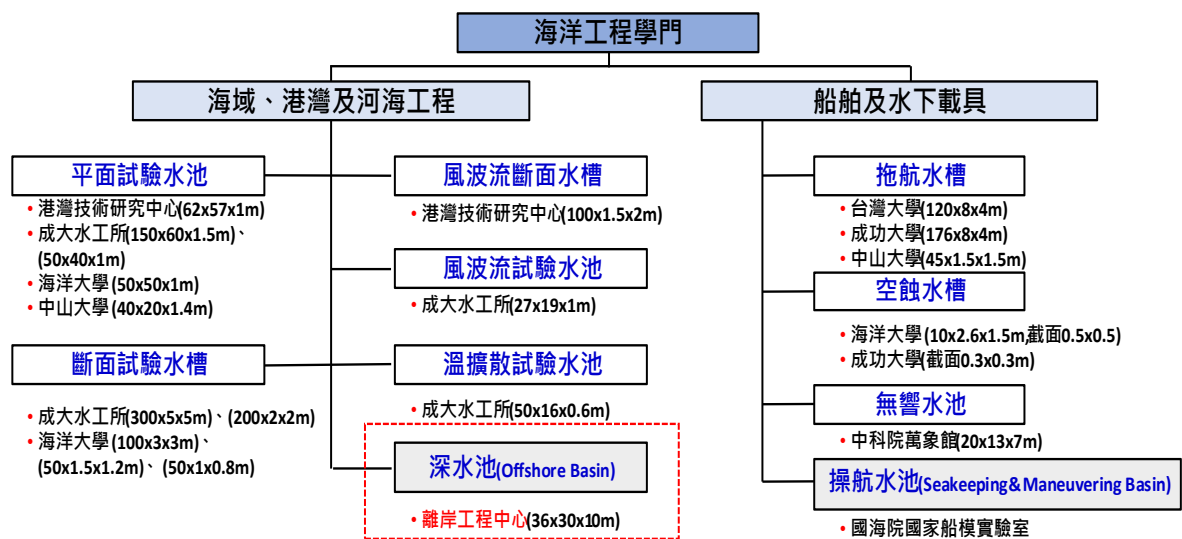 海洋工程學門
海域、港灣及河海工程
平面試驗水池
• 港灣技術研究中心(62x57x1m)
• 成大水工所(150x60x1.5m)、
(50x40x1m)
• 海洋大學(50x50x1m)
• 中山大學(40x20x1.4m)
斷面試驗水槽
• 成大水工所(300x5x5m)、(200x2x2m)
• 海洋大學(100x3x3m)、
(50x1.5x1.2m)、(50x1x0.8m)
風波流斷面水槽
• 港灣技術研究中心(100x1.5x2m)
風波流試驗水池
• 成大水工所(27x19x1m)
溫擴散試驗水池
• 成大水工所(50x16x0.6m)
深水池(Offshore Basin)
• 離岸工程中心(36x30x10m)
船舶及水下載具
拖航水槽
• 台灣大學(120x8x4m)
• 成功大學(176x8x4m)
• 中山大學(45x1.5x1.5m)
空蝕水槽
• 海洋大學(10x2.6x1.5m,截面0.5x0.5)
• 成功大學(截面0.3x0.3m)
無響水池
• 中科院萬象館(20x13x7m)
操航水池(Seakeeping&Maneuvering Basin)
• 國海院國家船模實驗室